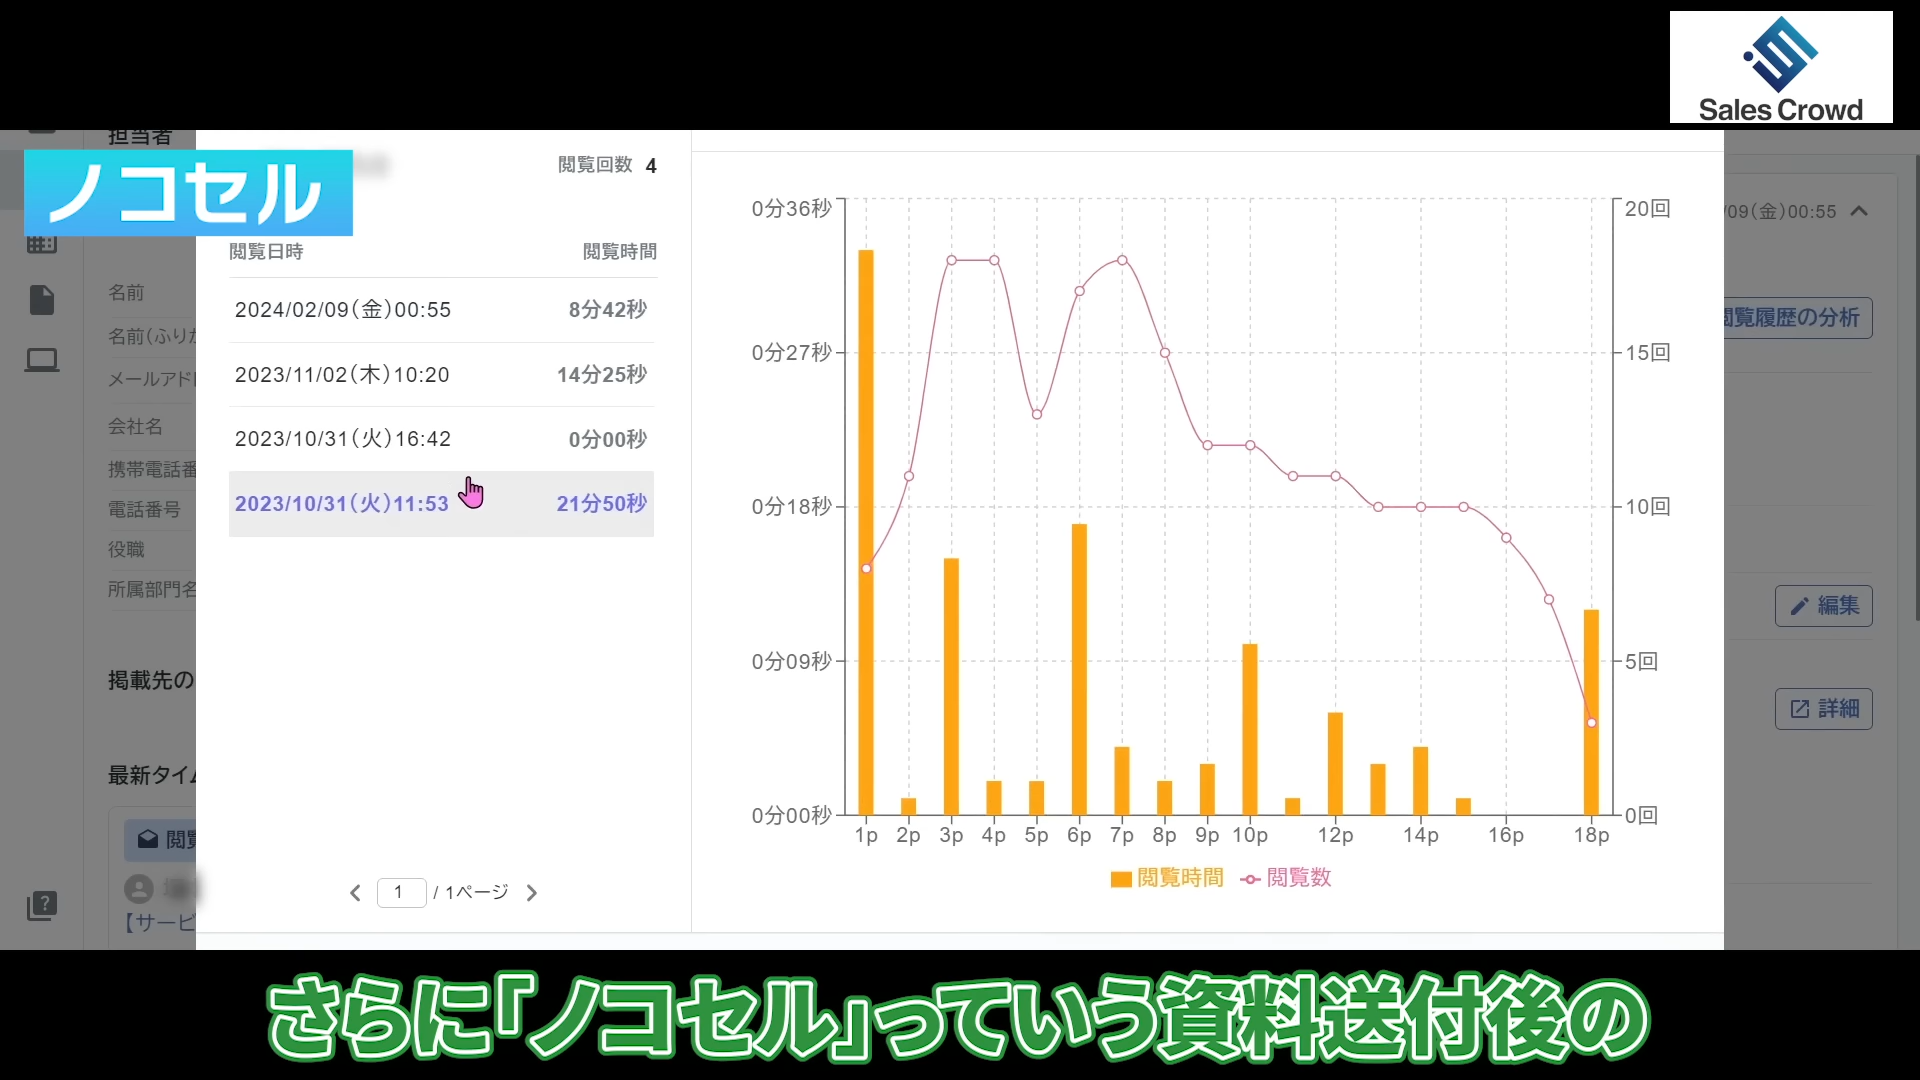 Sales Crowd
担当者
ノコセル
閲覧回数 4
閲覧日時 閲覧時間
2024/02/09(金)00:55 8分42秒
2023/11/02(木)10:20 14分25秒
2023/10/31(火)16:42 0分00秒
2023/10/31(火)11:53 21分50秒
1 / 1ページ
名前
名前(ふりが
メールアド
会社名
携帯電話番
電話番号
役職
所属部門名
掲載先の
最新タイム
閲覧
【サービ
0分36秒
0分27秒
0分18秒
0分09秒
0分00秒
20回
15回
10回
5回
0回
1p 2p 3p 4p 5p 6p 7p 8p 9p 10p 12p 14p 16p 18p
閲覧時間 閲覧数
/09(金)00:55
閲覧履歴の分析
編集
詳細
さらに「ノコセル」っていう資料送付後の